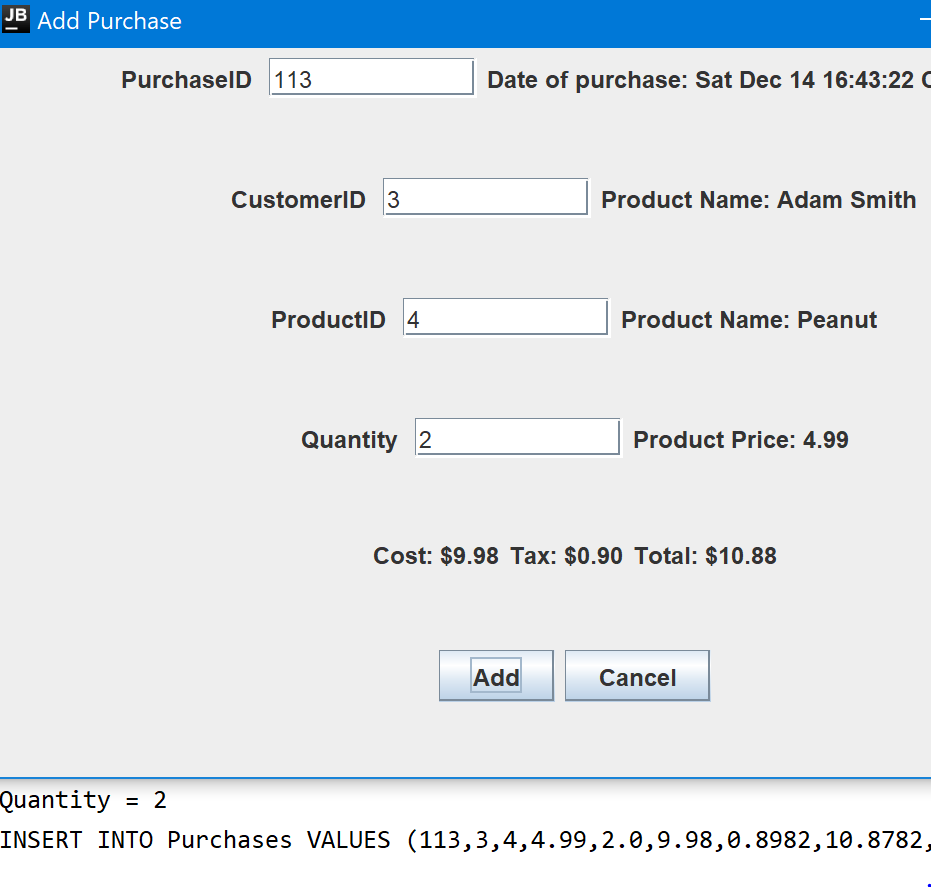 JB Add Purchase
PurchaseID 113 Date of purchase: Sat Dec 14 16:43:22
CustomerID 3 Product Name: Adam Smith
ProductID 4 Product Name: Peanut
Quantity 2 Product Price: 4.99
Cost: $9.98 Tax: $0.90 Total: $10.88
Add Cancel
Quantity = 2
INSERT INTO Purchases VALUES (113,3,4,4.99,2.0,9.98,0.8982,10.8782,